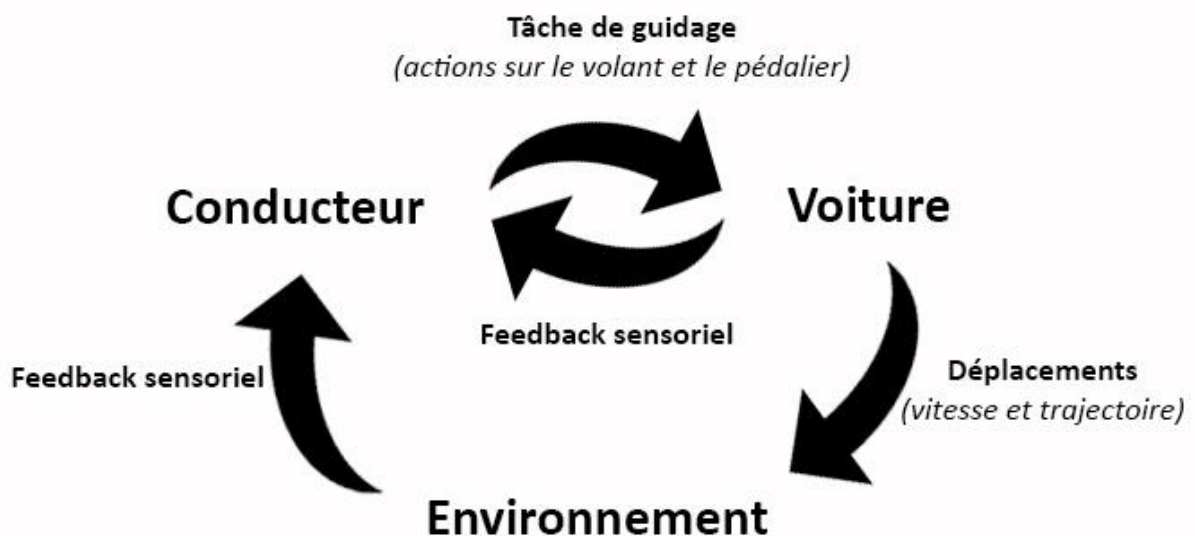 Tâche de guidage
(actions sur le volant et le pédalier)
Conducteur
Voiture
Feedback sensoriel
Feedback sensoriel
Déplacements
(vitesse et trajectoire)
Environnement